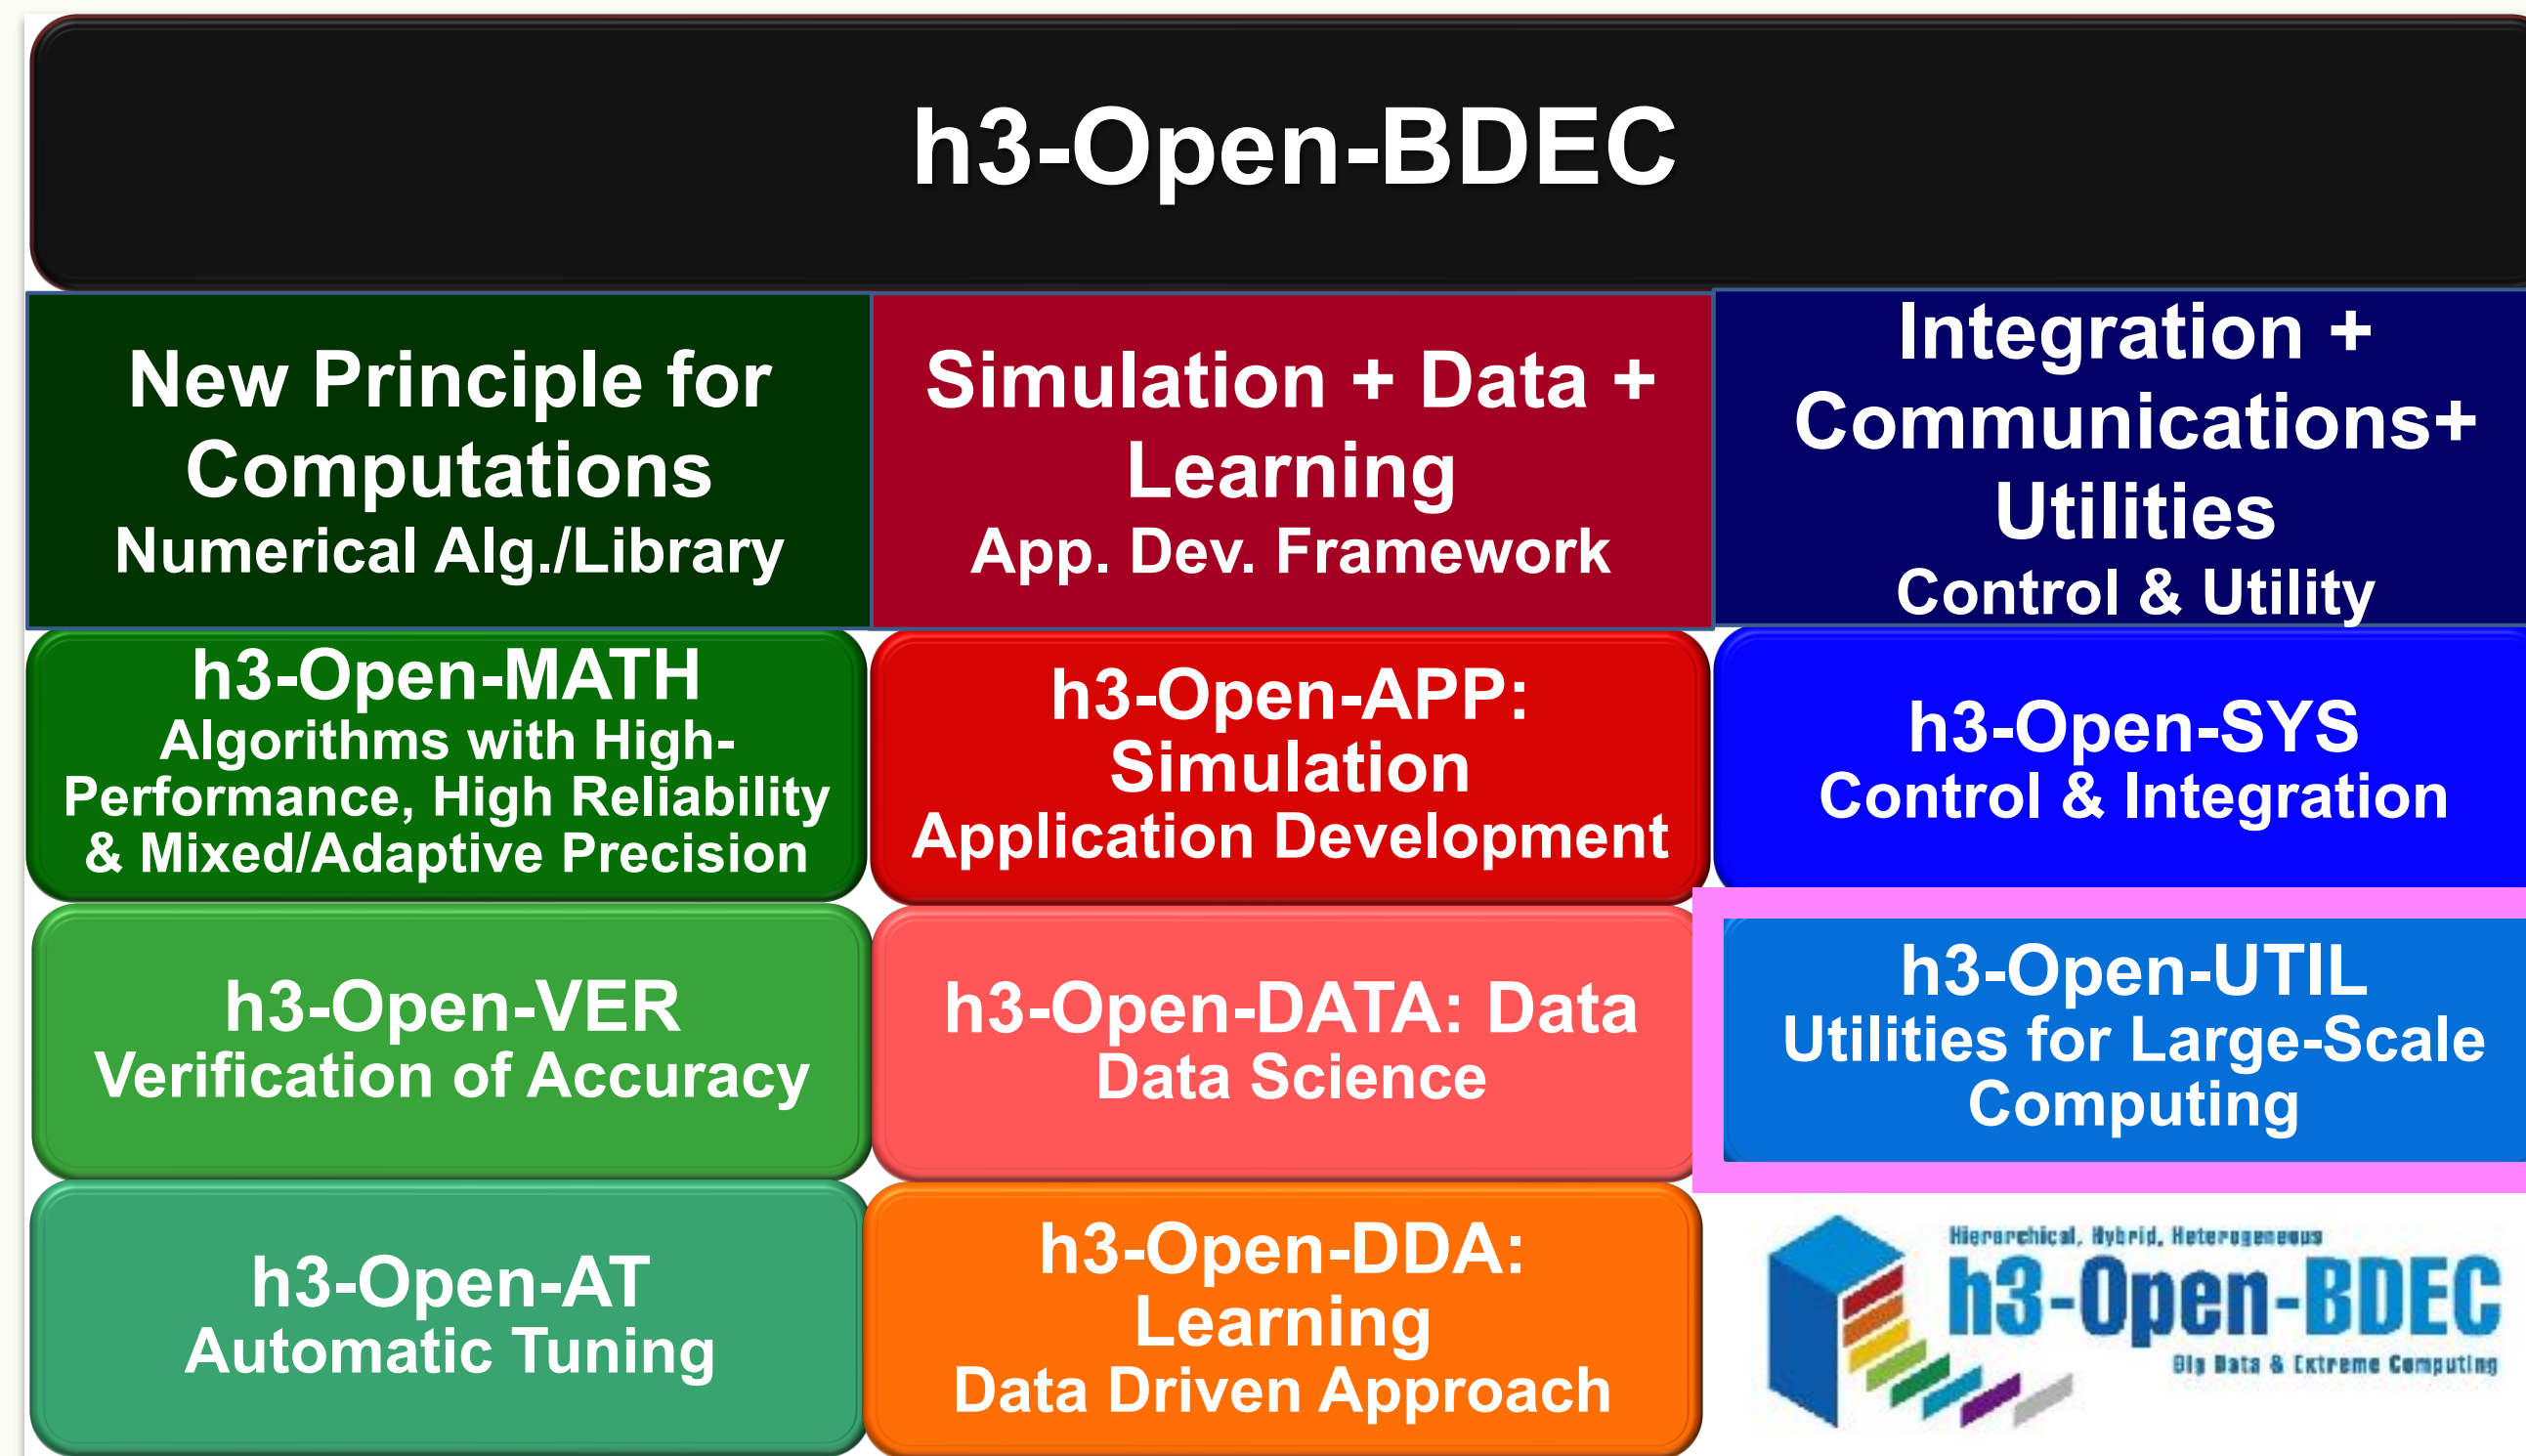 h3-Open-BDEC
New Principle for
Computations
Numerical Alg./Library
Simulation + Data +
Learning
App. Dev. Framework
Integration +
Communications+
Utilities
Control & Utility
h3-Open-MATH
Algorithms with High-
Performance, High Reliability
& Mixed/Adaptive Precision
h3-Open-APP:
Simulation
Application Development
h3-Open-SYS
Control & Integration
h3-Open-VER
Verification of Accuracy
h3-Open-DATA: Data
Data Science
h3-Open-UTIL
Utilities for Large-Scale
Computing
h3-Open-AT
Automatic Tuning
h3-Open-DDA:
Learning
Data Driven Approach
Hierarchical, Hybrid, Heterogeneous
h3-Open-BDEC
Big Data & Extreme Computing